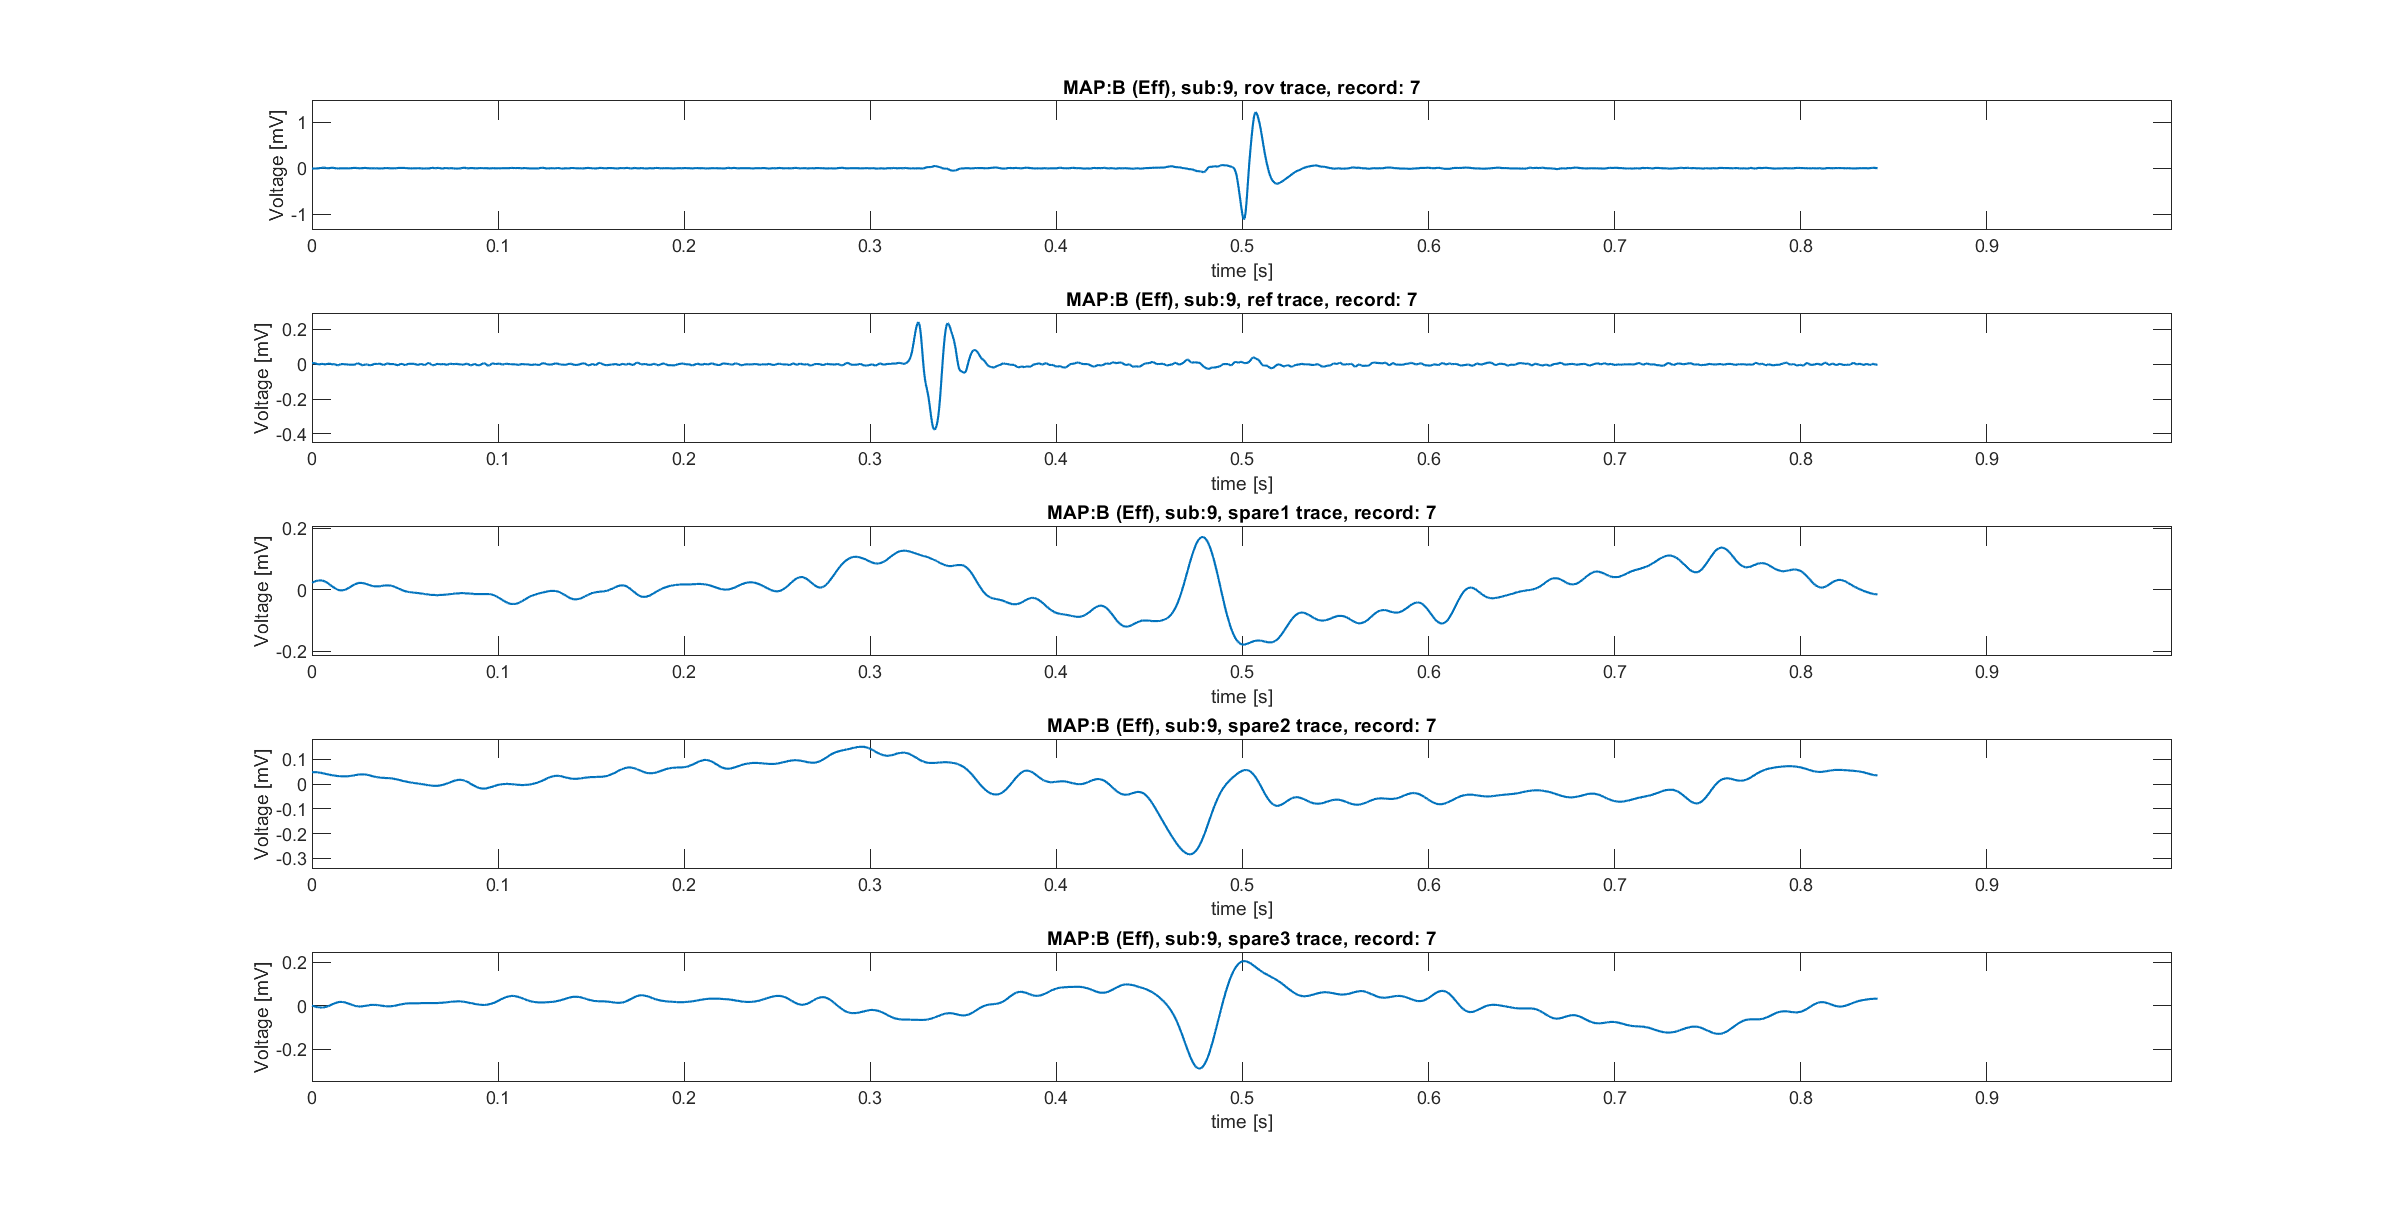 MAP:B (Eff), sub:9, rov trace, record: 7
Voltage [mV]
1
0
-1
0 0.1 0.2 0.3 0.4 0.5 0.6 0.7 0.8 0.9
time [s]
MAP:B (Eff), sub:9, ref trace, record: 7
Voltage [mV]
0.2
0
-0.2
-0.4
0 0.1 0.2 0.3 0.4 0.5 0.6 0.7 0.8 0.9
time [s]
MAP:B (Eff), sub:9, spare1 trace, record: 7
Voltage [mV]
0.2
0
-0.2
0 0.1 0.2 0.3 0.4 0.5 0.6 0.7 0.8 0.9
time [s]
MAP:B (Eff), sub:9, spare2 trace, record: 7
Voltage [mV]
0.1
0
-0.1
-0.2
-0.3
0 0.1 0.2 0.3 0.4 0.5 0.6 0.7 0.8 0.9
time [s]
MAP:B (Eff), sub:9, spare3 trace, record: 7
Voltage [mV]
0.2
0
-0.2
0 0.1 0.2 0.3 0.4 0.5 0.6 0.7 0.8 0.9
time [s]